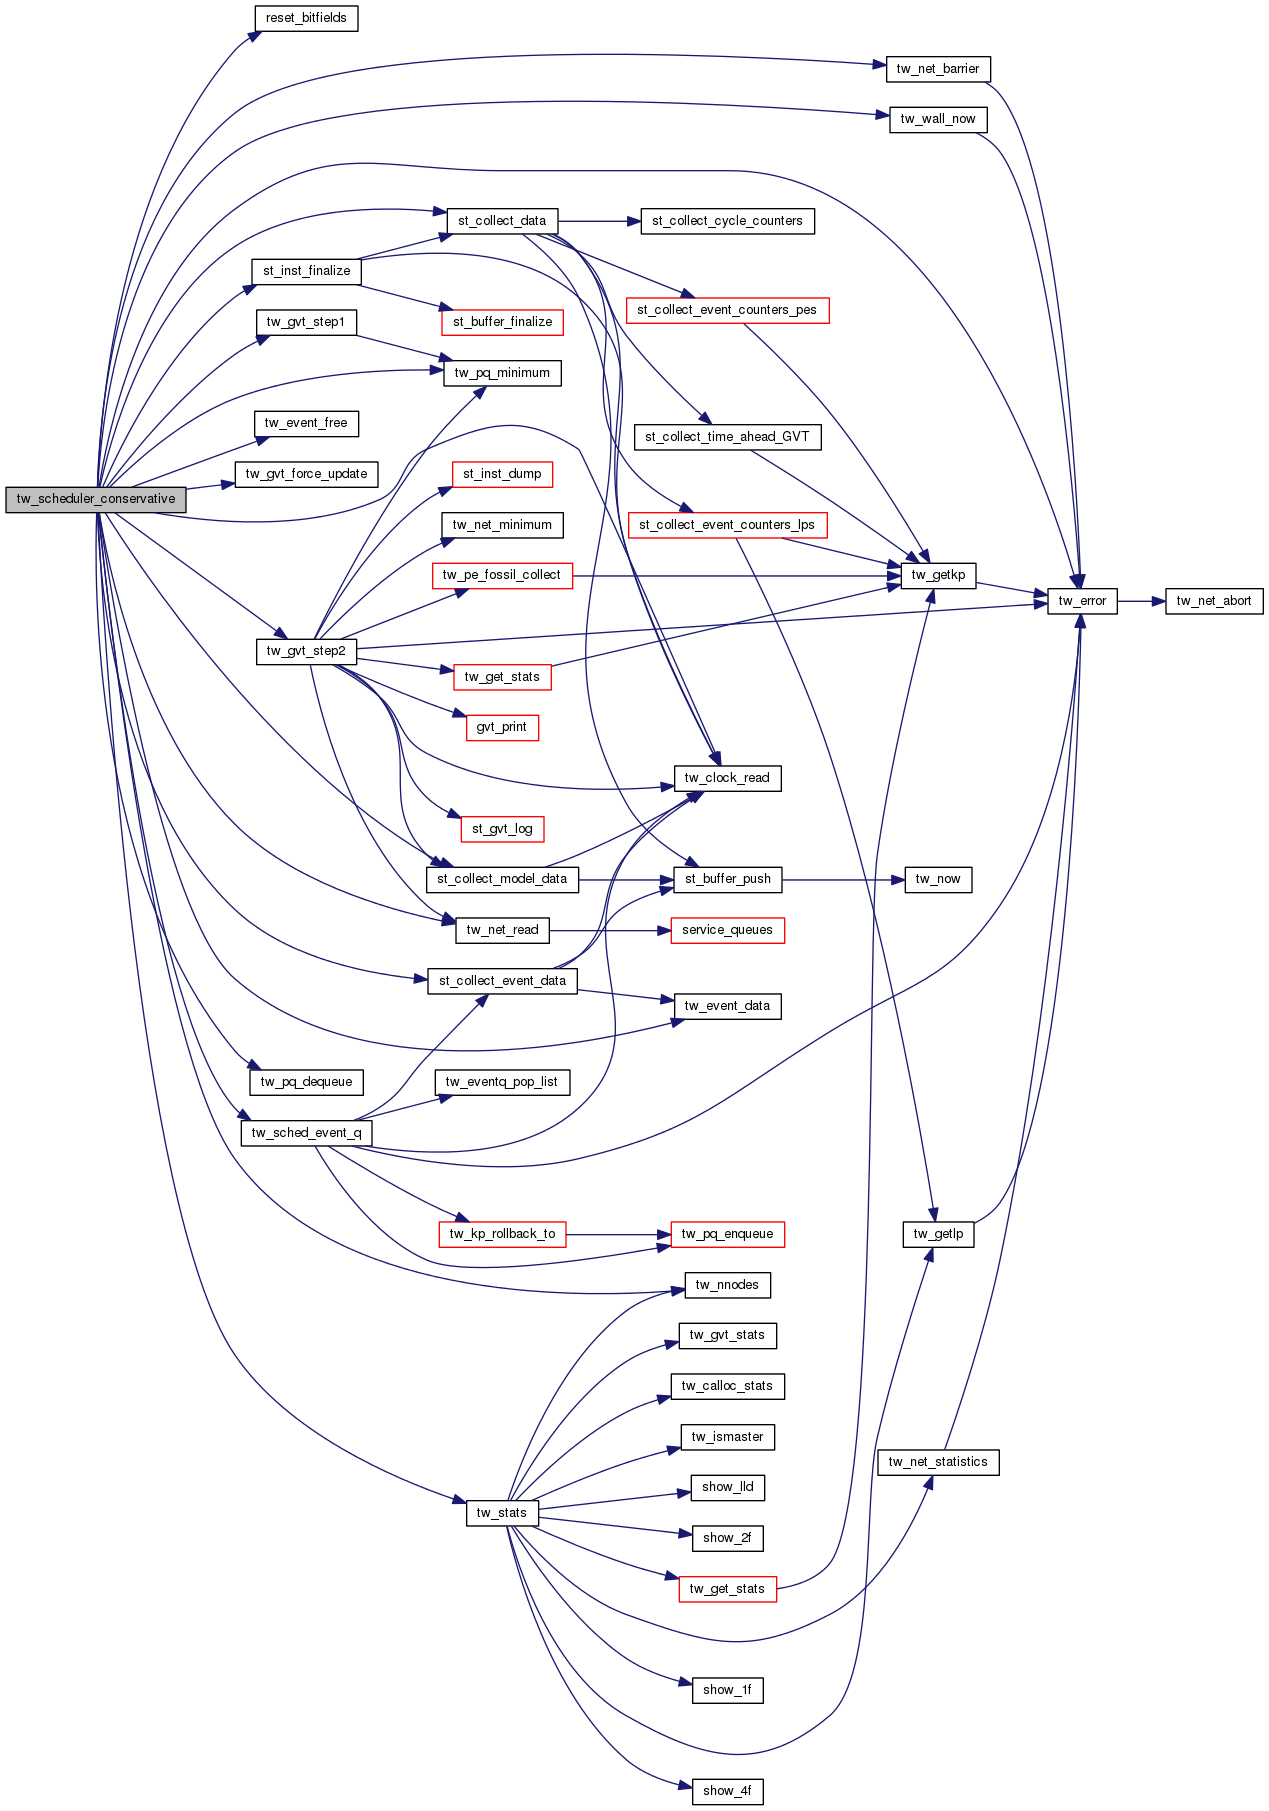 reset_bitfields
tw_net_barrier
tw_wall_now
st_collect_data
st_collect_cycle_counters
st_inst_finalize
st_collect_event_counters_pes
tw_gvt_step1
st_buffer_finalize
tw_pq_minimum
tw_event_free
st_collect_time_ahead_GVT
tw_gvt_force_update
st_inst_dump
tw_scheduler_conservative
tw_net_minimum
st_collect_event_counters_lps
tw_pe_fossil_collect
tw_getkp
tw_error
tw_net_abort
tw_gvt_step2
tw_get_stats
gvt_print
tw_clock_read
st_gvt_log
st_collect_model_data
st_buffer_push
tw_now
tw_net_read
service_queues
st_collect_event_data
tw_event_data
tw_pq_dequeue
tw_eventq_pop_list
tw_sched_event_q
tw_kp_rollback_to
tw_pq_enqueue
tw_getlp
tw_nnodes
tw_gvt_stats
tw_calloc_stats
tw_ismaster
tw_net_statistics
show_lld
tw_stats
show_2f
tw_get_stats
show_1f
show_4f